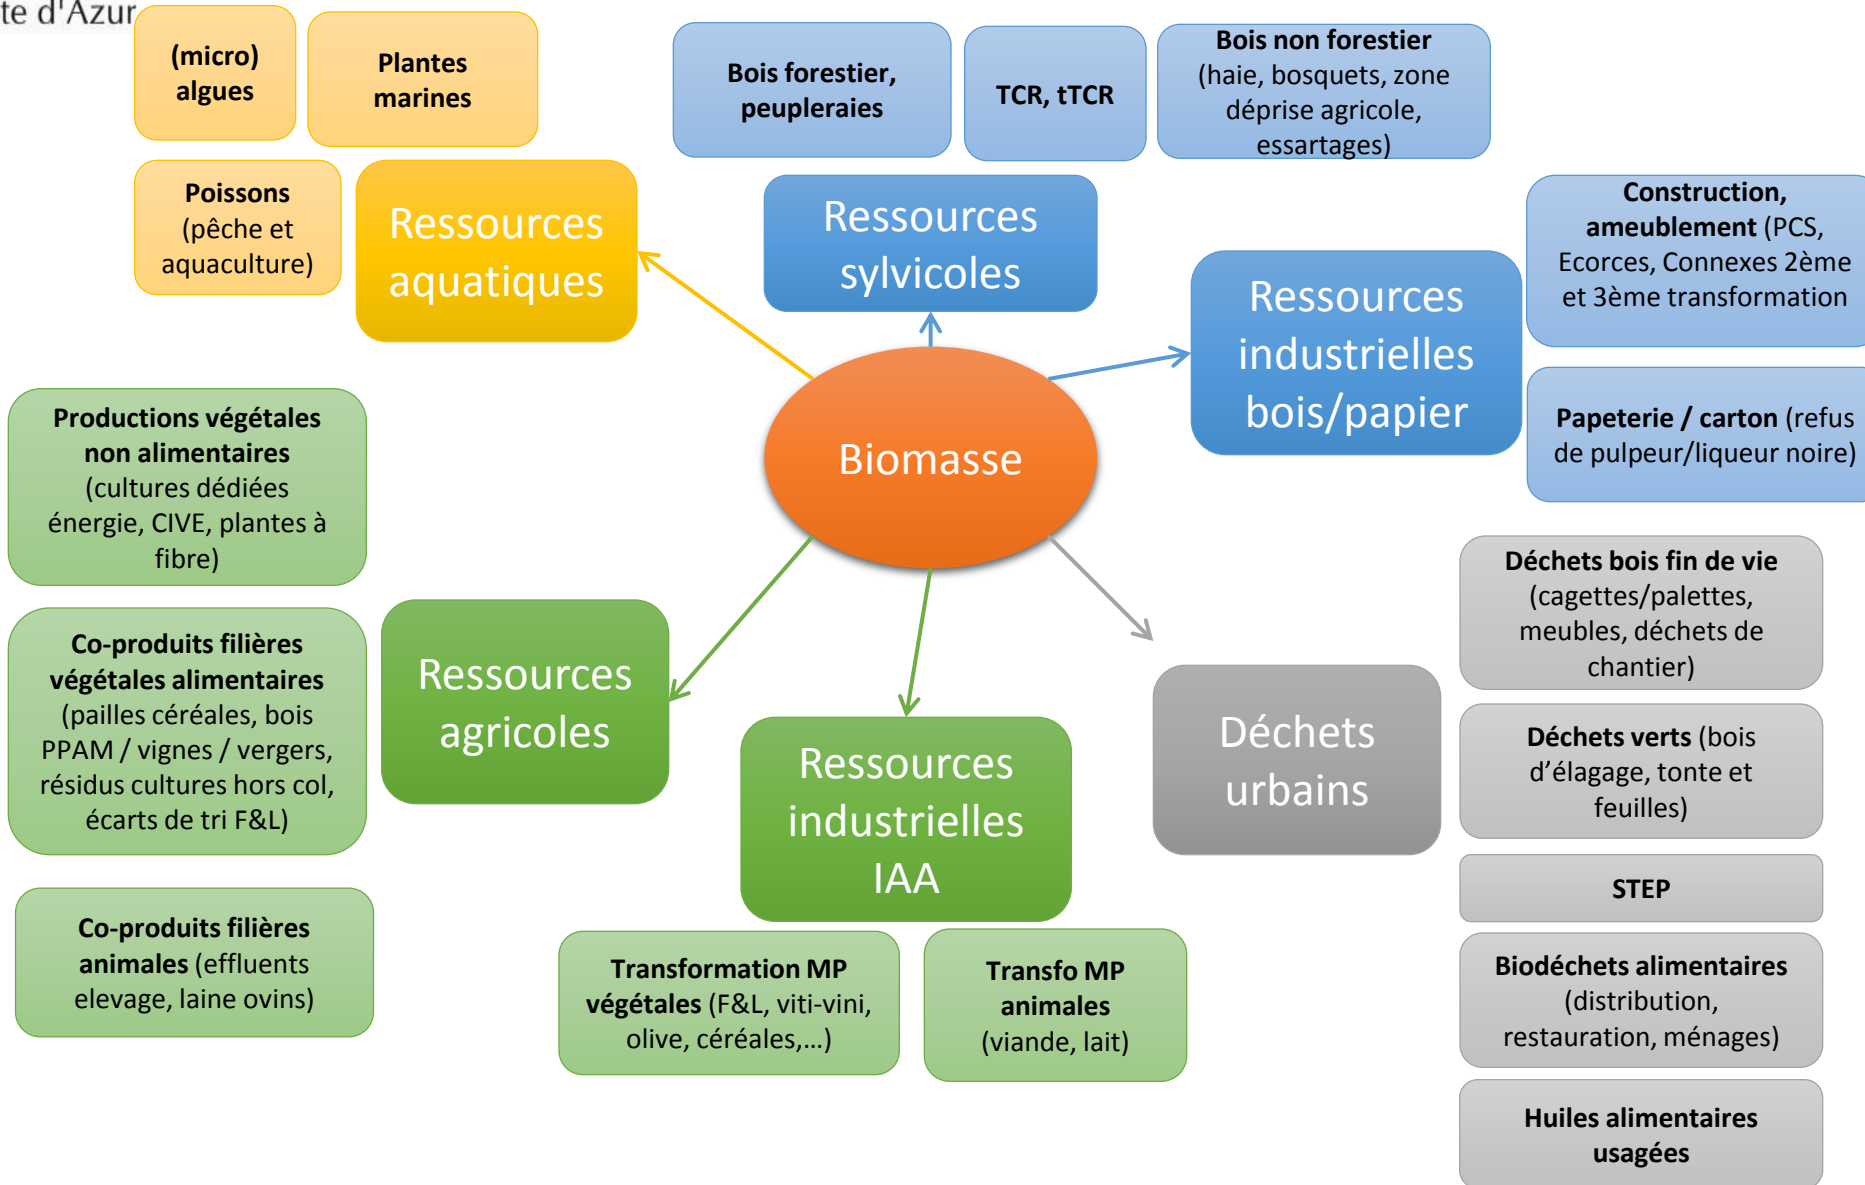 te d'Azur
(micro)
algues
Plantes
marines
Poissons
(pêche et
aquaculture)
Ressources
aquatiques
Bois forestier,
peupleraies
TCR, tTCR
Bois non forestier
(haie, bosquets, zone
déprise agricole,
essartages)
Ressources
sylvicoles
Construction,
ameublement (PCS,
Ecorces, Connexes 2ème
et 3ème transformation
Ressources
industrielles
bois/papier
Papeterie / carton (refus
de pulpeur/liqueur noire)
Biomasse
Productions végétales
non alimentaires
(cultures dédiées
énergie, CIVE, plantes à
fibre)
Co-produits filières
végétales alimentaires
(pailles céréales, bois
PPAM / vignes / vergers,
résidus cultures hors col,
écarts de tri F&L)
Co-produits filières
animales (effluents
elevage, laine ovins)
Ressources
agricoles
Ressources
industrielles
IAA
Transformation MP
végétales (F&L, viti-vini,
olive, céréales,...)
Transfo MP
animales
(viande, lait)
Déchets
urbains
Déchets bois fin de vie
(cagettes/palettes,
meubles, déchets de
chantier)
Déchets verts (bois
d’élagage, tonte et
feuilles)
STEP
Biodéchets alimentaires
(distribution,
restauration, ménages)
Huiles alimentaires
usagées